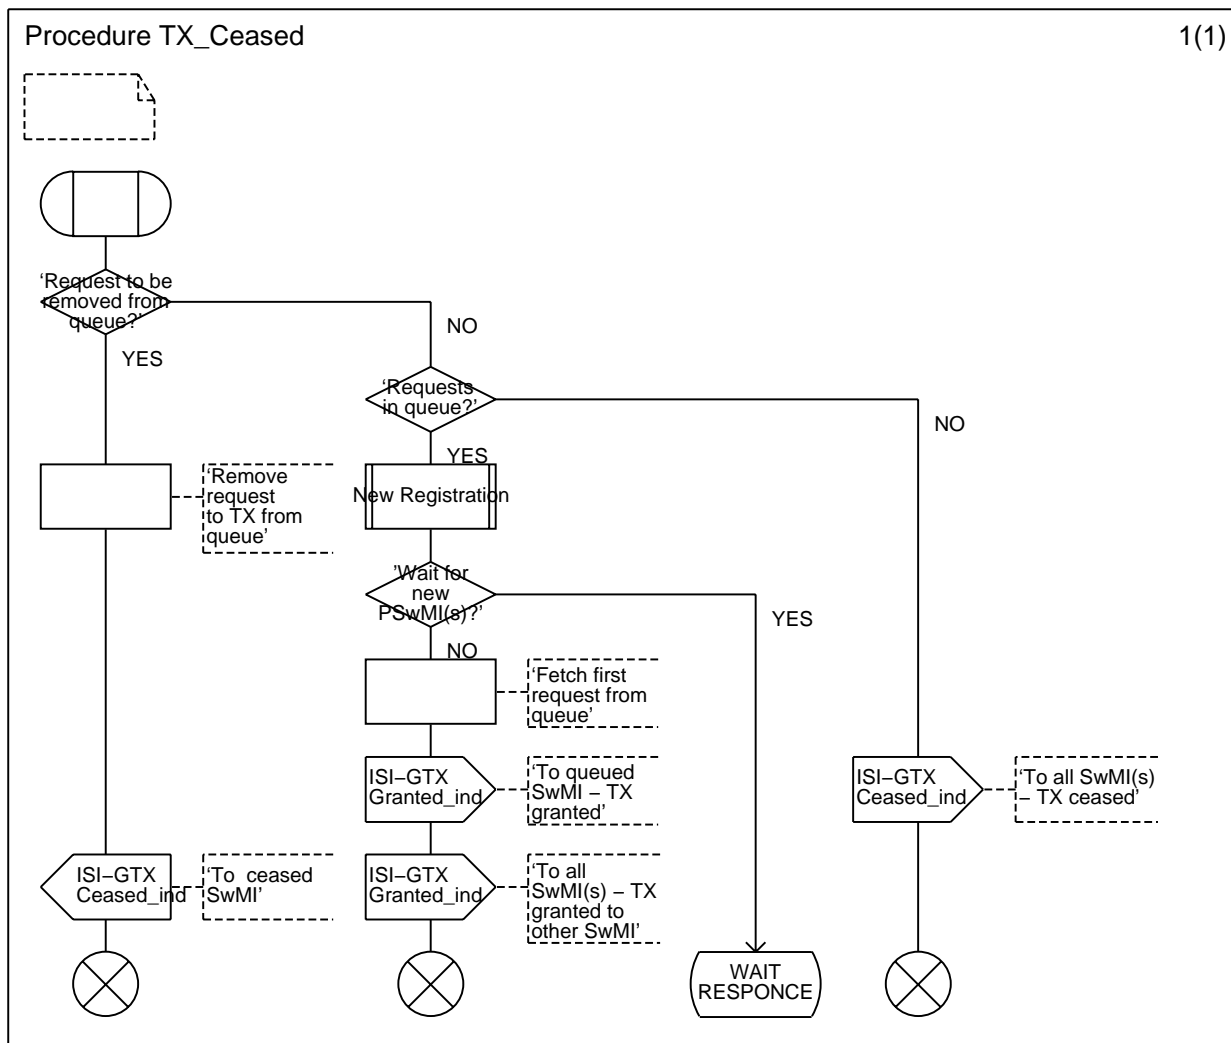 Procedure TX_Ceased
1(1)
‘Request to be
removed from
queue?’
NO
YES
‘Requests
in queue?’
NO
YES
‘Remove
request
to TX from
queue’
New Registration
’Wait for
new
PSwMI(s)?’
YES
NO
‘Fetch first
request from
queue’
ISI–GTX
Granted_ind
‘To queued
SwMI – TX
granted’
ISI–GTX
Ceased_ind
‘To all SwMI(s)
– TX ceased’
ISI–GTX
Ceased_ind
‘To  ceased
SwMI’
ISI–GTX
Granted_ind
‘To all
SwMI(s) – TX
granted to
other SwMI’
WAIT
RESPONCE